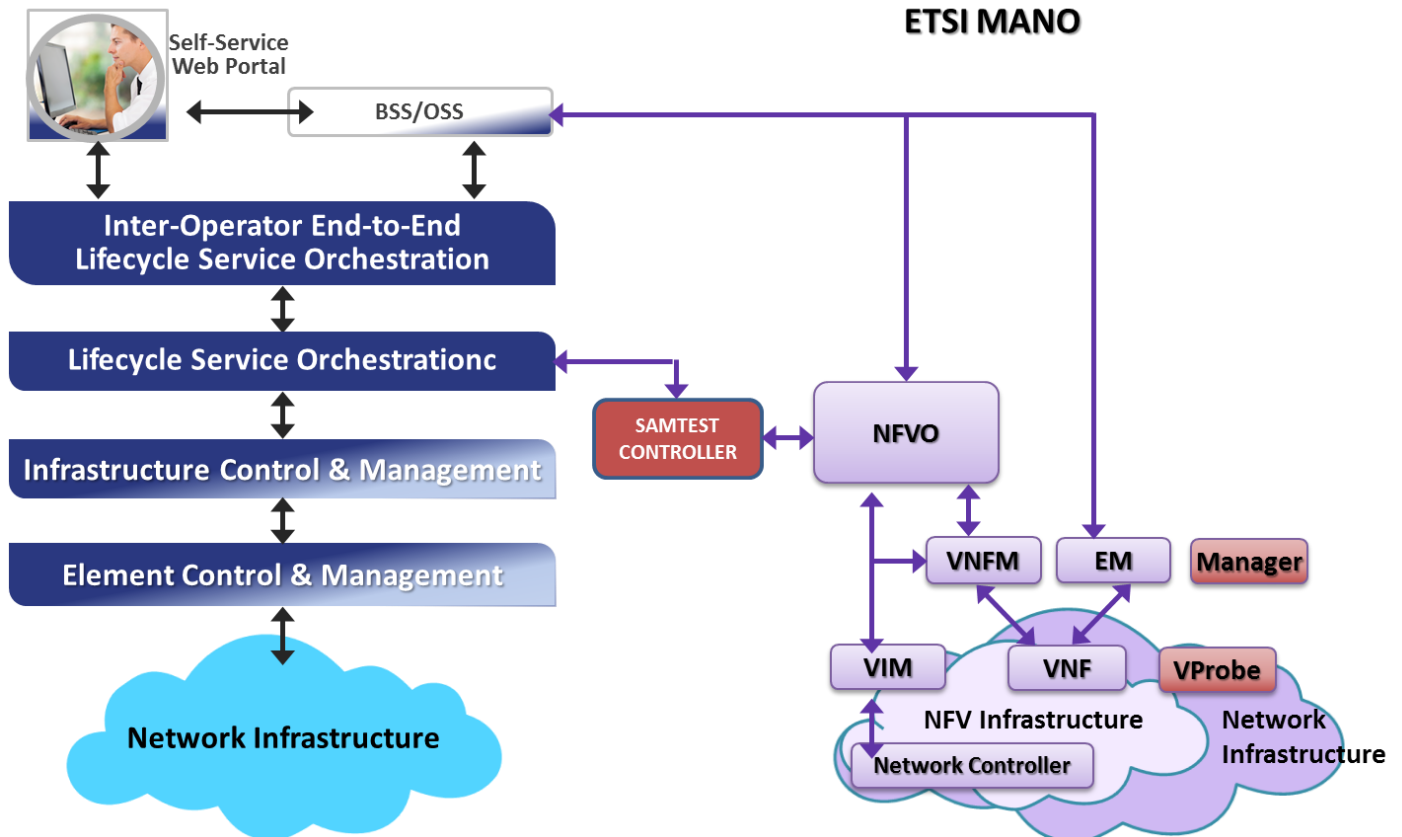 ETSI MANO
Self-Service
Web Portal
BSS/OSS
Inter-Operator End-to-End
Lifecycle Service Orchestration
Lifecycle Service Orchestrationc
SAMTEST
CONTROLLER
NFVO
Infrastructure Control & Management
Element Control & Management
VNFM
EM
Manager
VIM
VNF
VProbe
NFV Infrastructure
Network
Infrastructure
Network Controller
Network Infrastructure